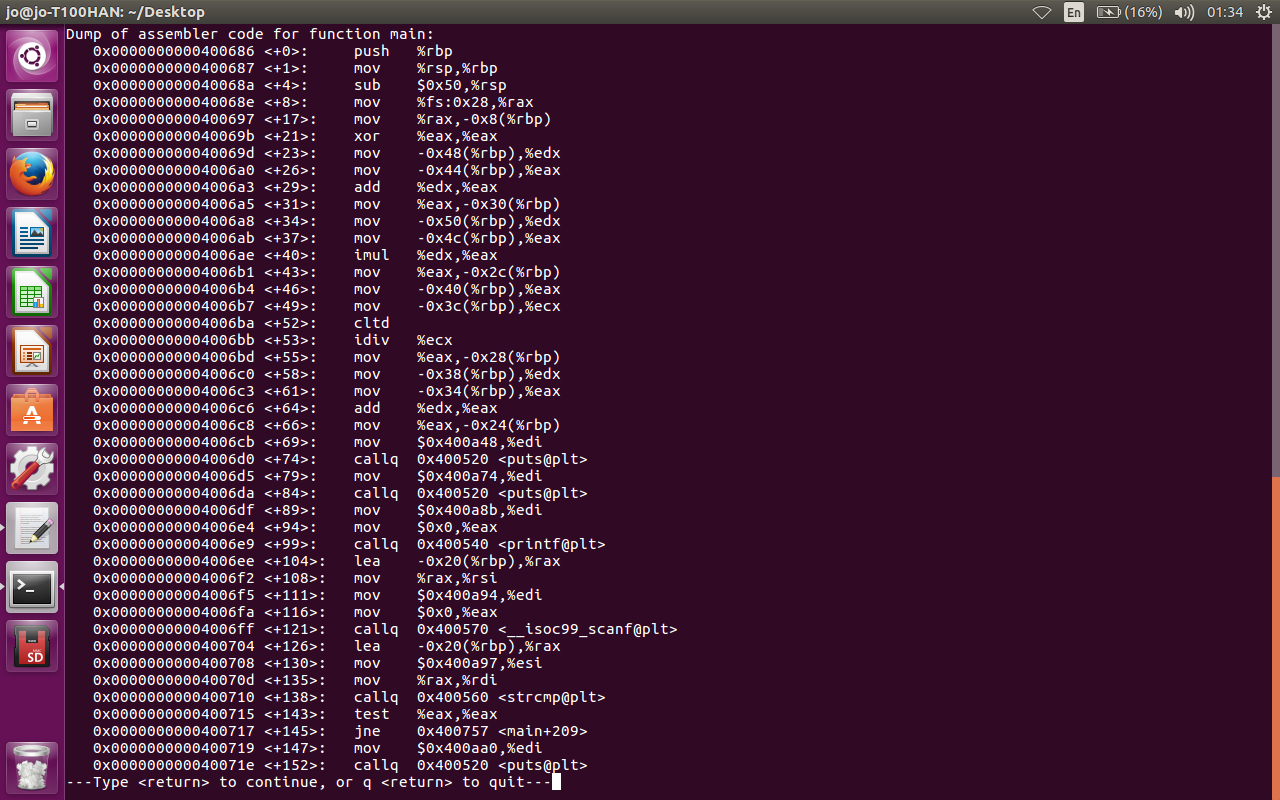 jo@jo-T100HAN: ~/Desktop
En (16%) 01:34
Dump of assembler code for function main:
0x0000000000400686 <+0>: push %rbp
0x0000000000400687 <+1>: mov %rsp,%rbp
0x000000000040068a <+4>: sub $0x50,%rsp
0x000000000040068e <+8>: mov %fs:0x28,%rax
0x0000000000400697 <+17>: mov %rax,-0x8(%rbp)
0x000000000040069b <+21>: xor %eax,%eax
0x000000000040069d <+23>: mov -0x48(%rbp),%edx
0x00000000004006a0 <+26>: mov -0x44(%rbp),%eax
0x00000000004006a3 <+29>: add %edx,%eax
0x00000000004006a5 <+31>: mov %eax,-0x30(%rbp)
0x00000000004006a8 <+34>: mov -0x50(%rbp),%edx
0x00000000004006ab <+37>: mov -0x4c(%rbp),%eax
0x00000000004006ae <+40>: imul %edx,%eax
0x00000000004006b1 <+43>: mov %eax,-0x2c(%rbp)
0x00000000004006b4 <+46>: mov -0x40(%rbp),%eax
0x00000000004006b7 <+49>: mov -0x3c(%rbp),%ecx
0x00000000004006ba <+52>: cltd
0x00000000004006bb <+53>: idiv %ecx
0x00000000004006bd <+55>: mov %eax,-0x28(%rbp)
0x00000000004006c0 <+58>: mov -0x38(%rbp),%edx
0x00000000004006c3 <+61>: mov -0x34(%rbp),%eax
0x00000000004006c6 <+64>: add %edx,%eax
0x00000000004006c8 <+66>: mov %eax,-0x24(%rbp)
0x00000000004006cb <+69>: mov $0x400a48,%edi
0x00000000004006d0 <+74>: callq 0x400520 <puts@plt>
0x00000000004006d5 <+79>: mov $0x400a74,%edi
0x00000000004006da <+84>: callq 0x400520 <puts@plt>
0x00000000004006df <+89>: mov $0x400a8b,%edi
0x00000000004006e4 <+94>: mov $0x0,%eax
0x00000000004006e9 <+99>: callq 0x400540 <printf@plt>
0x00000000004006ee <+104>: lea -0x20(%rbp),%rax
0x00000000004006f2 <+108>: mov %rax,%rsi
0x00000000004006f5 <+111>: mov $0x400a94,%edi
0x00000000004006fa <+116>: mov $0x0,%eax
0x00000000004006ff <+121>: callq 0x400570 <__isoc99_scanf@plt>
0x0000000000400704 <+126>: lea -0x20(%rbp),%rax
0x0000000000400708 <+130>: mov $0x400a97,%esi
0x000000000040070d <+135>: mov %rax,%rdi
0x0000000000400710 <+138>: callq 0x400560 <strcmp@plt>
0x0000000000400715 <+143>: test %eax,%eax
0x0000000000400717 <+145>: jne 0x400757 <main+209>
0x0000000000400719 <+147>: mov $0x400aa0,%edi
0x000000000040071e <+152>: callq 0x400520 <puts@plt>
---Type <return> to continue, or q <return> to quit---
SD